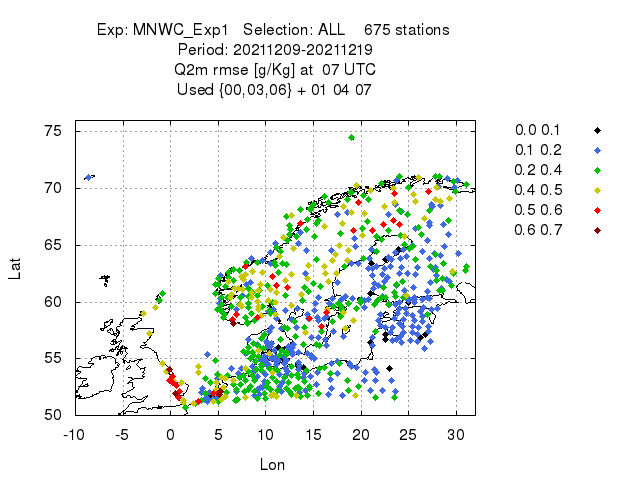 Exp: MNWC_Exp1 Selection: ALL 675 stations
Period: 20211209-20211219
Q2m rmse [g/Kg] at 07 UTC
Used {00,03,06} + 01 04 07
0.0 0.1
0.1 0.2
0.2 0.4
0.4 0.5
0.5 0.6
0.6 0.7
75
70
65
60
55
50
Lat
-10 -5 0 5 10 15 20 25 30
Lon